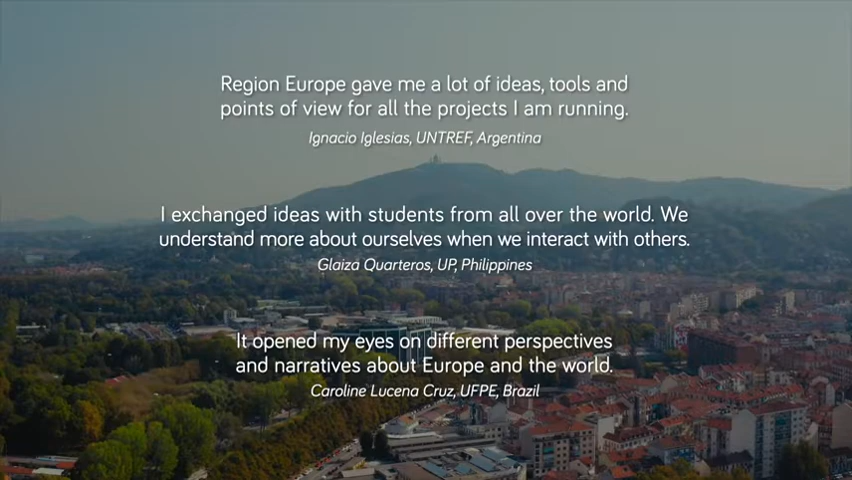 Region Europe gave me a lot of ideas, tools and
points of view for all the projects I am running.
Ignacio Iglesias, UNTREF, Argentina
I exchanged ideas with students from all over the world. We
understand more about ourselves when we interact with others.
Glaiza Quarteros, UP, Philippines
It opened my eyes on different perspectives
and narratives about Europe and the world.
Caroline Lucena Cruz, UFPE, Brazil